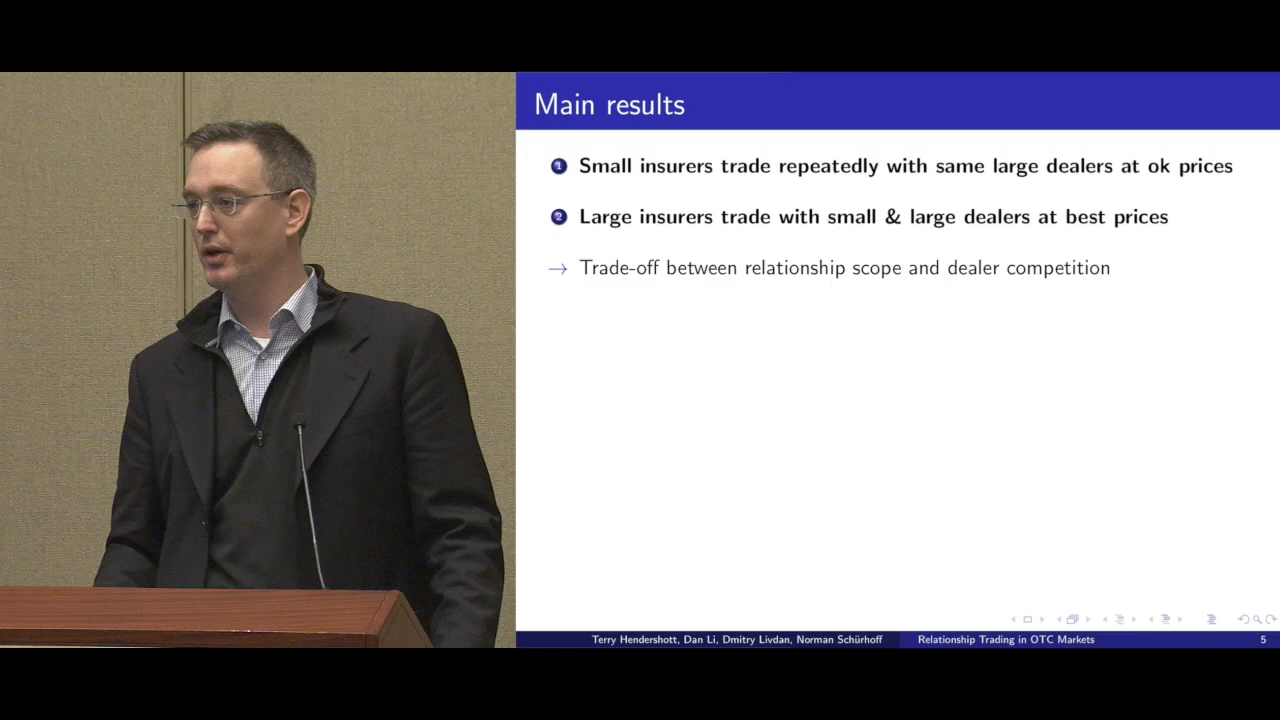 Main results
1 Small insurers trade repeatedly with same large dealers at ok prices
2 Large insurers trade with small & large dealers at best prices
→ Trade-off between relationship scope and dealer competition
Terry Hendershott, Dan Li, Dmitry Livdan, Norman Schürhoff Relationship Trading in OTC Markets 5